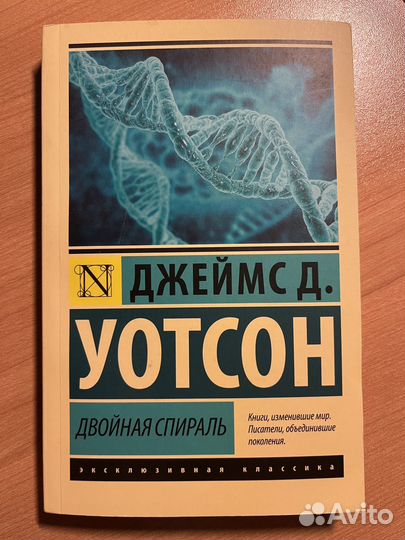 N
ДЖЕЙМС Д.
УОТСОН
ДВОЙНАЯ СПИРАЛЬ
Книги, изменившие мир.
Писатели, объединившие
поколения.
эксклюзивная классика
Avito